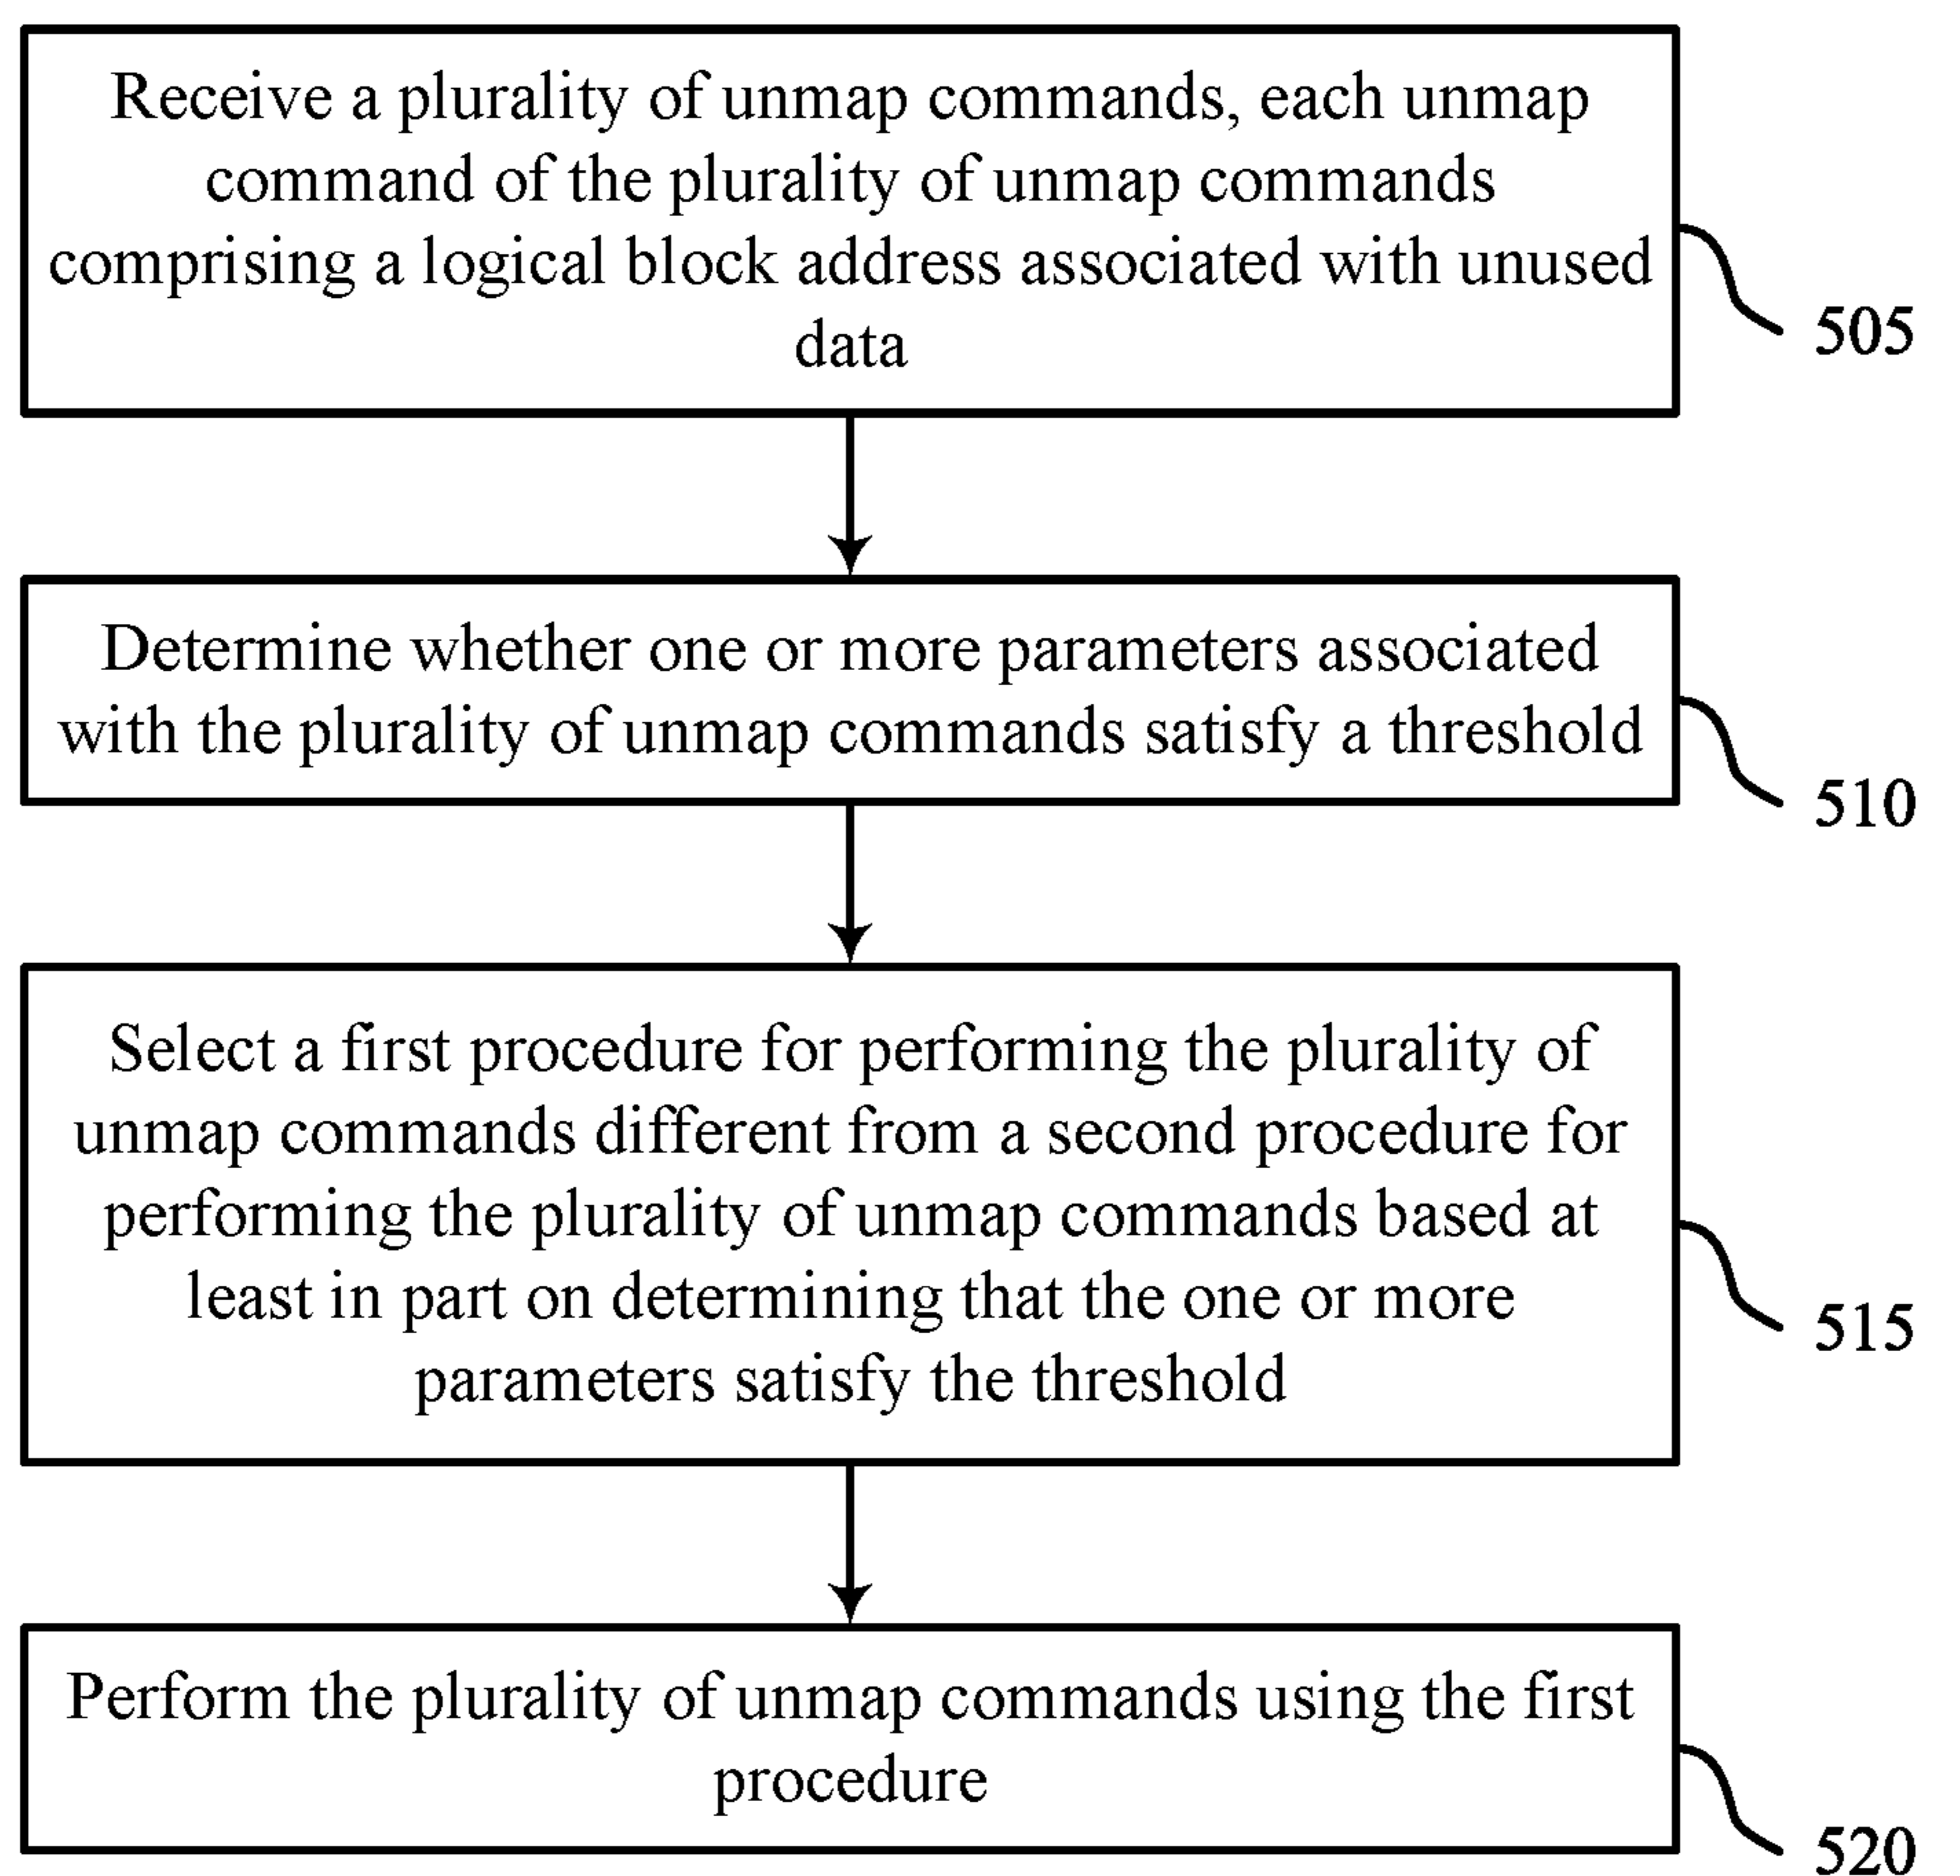 Receive a plurality of unmap commands, each unmap
command of the plurality of unmap commands
comprising a logical block address associated with unused
data
505
Determine whether one or more parameters associated
with the plurality of unmap commands satisfy a threshold
510
Select a first procedure for performing the plurality of
unmap commands different from a second procedure for
performing the plurality of unmap commands based at
least in part on determining that the one or more
parameters satisfy the threshold
515
Perform the plurality of unmap commands using the first
procedure
520